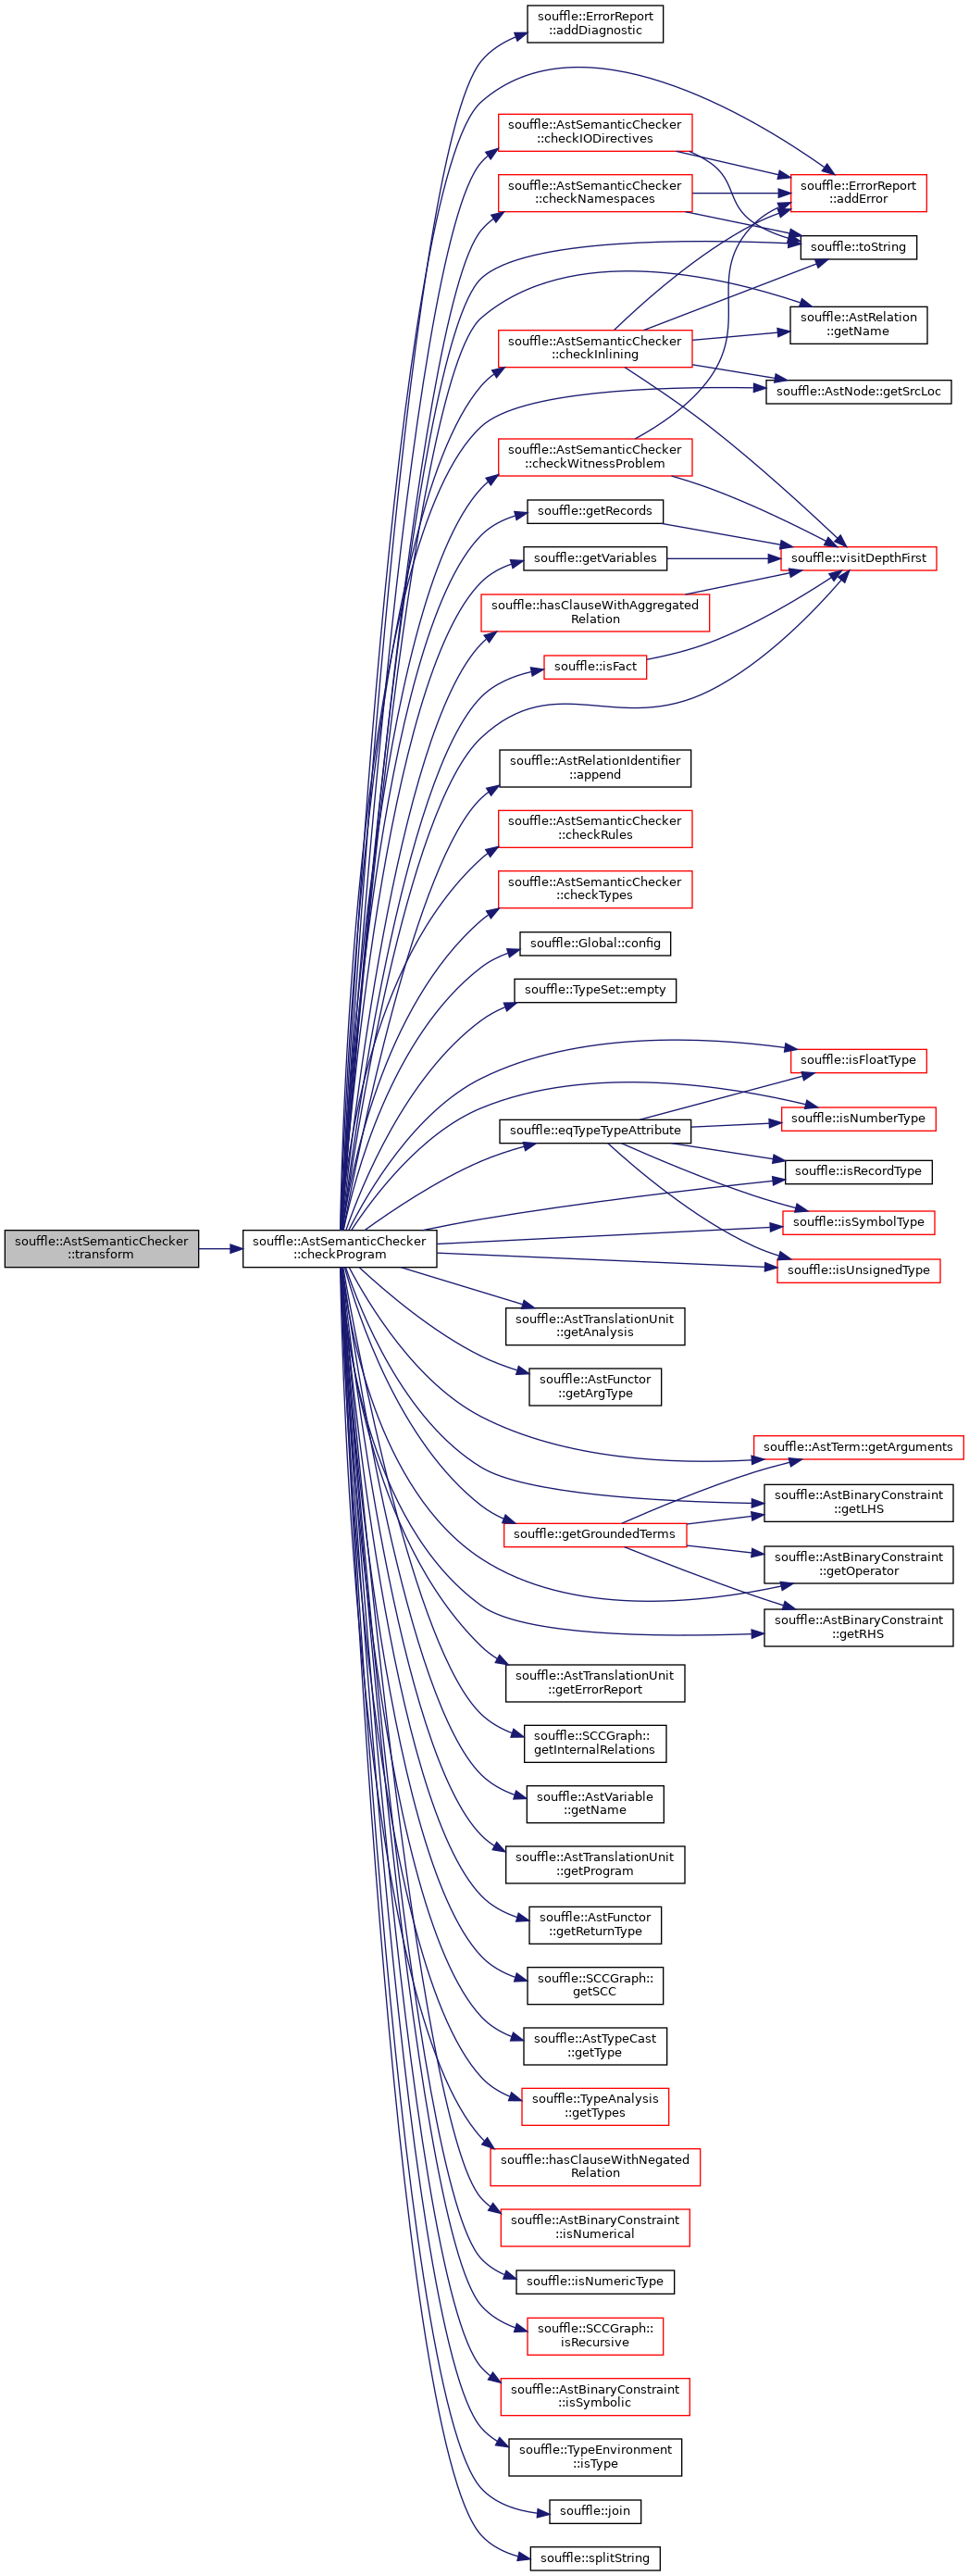 souffle::AstSemanticChecker
::transform
souffle::AstSemanticChecker
::checkProgram
souffle::ErrorReport
::addDiagnostic
souffle::AstSemanticChecker
::checkIODirectives
souffle::AstSemanticChecker
::checkNamespaces
souffle::AstSemanticChecker
::checkInlining
souffle::AstSemanticChecker
::checkWitnessProblem
souffle::getRecords
souffle::getVariables
souffle::hasClauseWithAggregated
Relation
souffle::isFact
souffle::AstRelationIdentifier
::append
souffle::AstSemanticChecker
::checkRules
souffle::AstSemanticChecker
::checkTypes
souffle::Global::config
souffle::TypeSet::empty
souffle::eqTypeTypeAttribute
souffle::AstTranslationUnit
::getAnalysis
souffle::AstFunctor
::getArgType
souffle::getGroundedTerms
souffle::AstTranslationUnit
::getErrorReport
souffle::SCCGraph::
getInternalRelations
souffle::AstVariable
::getName
souffle::AstTranslationUnit
::getProgram
souffle::AstFunctor
::getReturnType
souffle::SCCGraph::
getSCC
souffle::AstTypeCast
::getType
souffle::TypeAnalysis
::getTypes
souffle::hasClauseWithNegated
Relation
souffle::AstBinaryConstraint
::isNumerical
souffle::isNumericType
souffle::SCCGraph::
isRecursive
souffle::AstBinaryConstraint
::isSymbolic
souffle::TypeEnvironment
::isType
souffle::join
souffle::splitString
souffle::ErrorReport
::addError
souffle::toString
souffle::AstRelation
::getName
souffle::AstNode::getSrcLoc
souffle::visitDepthFirst
souffle::isFloatType
souffle::isNumberType
souffle::isRecordType
souffle::isSymbolType
souffle::isUnsignedType
souffle::AstTerm::getArguments
souffle::AstBinaryConstraint
::getLHS
souffle::AstBinaryConstraint
::getOperator
souffle::AstBinaryConstraint
::getRHS